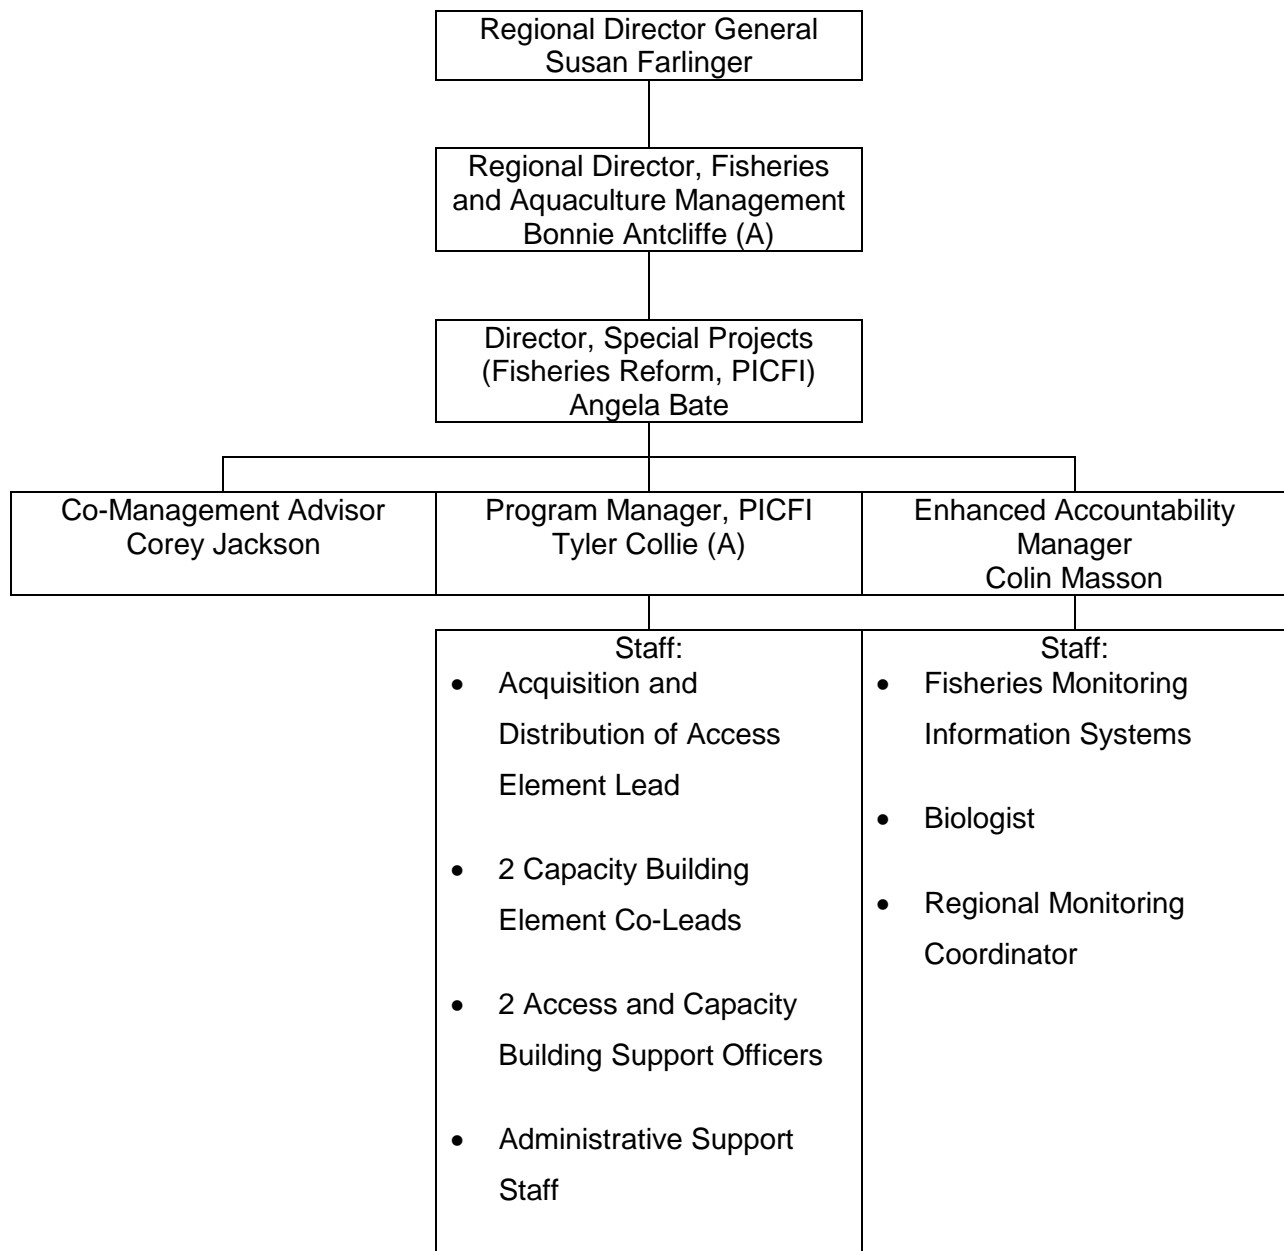 Regional Director General
Susan Farlinger
Regional Director, Fisheries
and Aquaculture Management
Bonnie Antcliffe (A)
Director, Special Projects
(Fisheries Reform, PICFI)
Angela Bate
Co-Management Advisor
Corey Jackson
Program Manager, PICFI
Tyler Collie (A)
Enhanced Accountability
Manager
Colin Masson
Staff:
• Acquisition and
Distribution of Access
Element Lead
• 2 Capacity Building
Element Co-Leads
• 2 Access and Capacity
Building Support Officers
• Administrative Support
Staff
Staff:
• Fisheries Monitoring
Information Systems
• Biologist
• Regional Monitoring
Coordinator